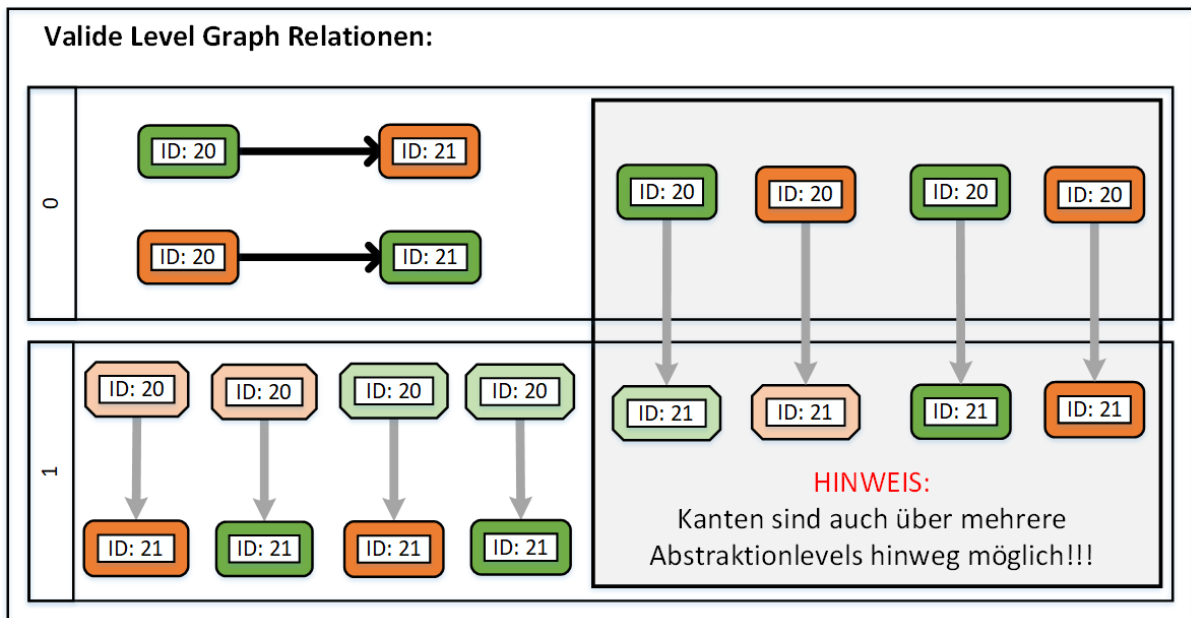 Valide Level Graph Relationen:
0
ID: 20
ID: 21
ID: 20
ID: 21
ID: 20
ID: 20
ID: 20
ID: 20
1
ID: 20
ID: 20
ID: 20
ID: 20
ID: 21
ID: 21
ID: 21
ID: 21
ID: 21
ID: 21
ID: 21
ID: 21
HINWEIS:
Kanten sind auch über mehrere
Abstraktionlevels hinweg möglich!!!